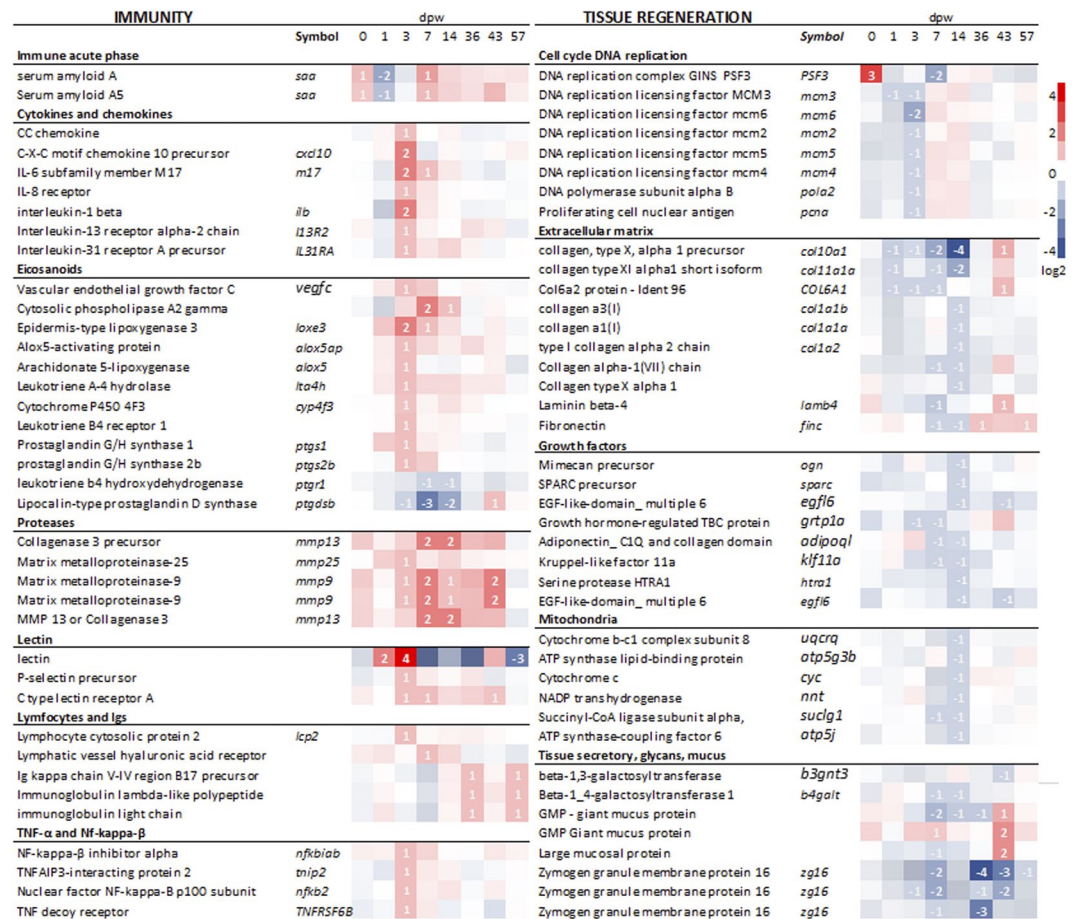 IMMUNITY dpw
Symbol 0 1 3 7 14 36 43 57
Immune acute phase
serum amyloid A saa 1 -2 1
Serum amyloid A5 saa 1 -1 1
Cytokines and chemokines
CC chemokine 1
C-X-C motif chemokine 10 precursor cxcl10 2
IL-6 subfamily member M17 m17 2 1
IL-8 receptor 1
interleukin-1 beta ilb 2
Interleukin-13 receptor alpha-2 chain I13R2 1
Interleukin-31 receptor A precursor IL31RA 1
Eicosanoids
Vascular endothelial growth factor C vegfc 1
Cytosolic phospholipase A2 gamma 2 1
Epidermis-type lipoxygenase 3 loxe3 2 1
Alox5-activating protein alox5ap 1
Arachidonate 5-lipoxygenase alox5 1
Leukotriene A-4 hydrolase lta4h 1
Cytochrome P450 4F3 cyp4f3 1
Leukotriene B4 receptor 1 1
Prostaglandin G/H synthase 1 ptgs1 1
prostaglandin G/H synthase 2b ptgs2b 1
leukotriene b4 hydroxydehydrogenase ptgr1 -1 -1
Lipocalin-type prostaglandin D synthase ptgdsb -1 -3 -2 1
Proteases
Collagenase 3 precursor mmp13 2 2
Matrix metalloproteinase-25 mmp25 1
Matrix metalloproteinase-9 mmp9 1 2 1 2
Matrix metalloproteinase-9 mmp9 1 2 1 2
MMP 13 or Collagenase 3 mmp13 2 2
Lectin
lectin 2 4 -3
P-selectin precursor 1
C type lectin receptor A 1 1 1
Lymfocytes and Igs
Lymphocyte cytosolic protein 2 lcp2 1
Lymphatic vessel hyaluronic acid receptor 1
Ig kappa chain V-IV region B17 precursor 1 1
Immunoglobulin lambda-like polypeptide 1 1
immunoglobulin light chain 1 1
TNF-α and Nf-kappa-β
NF-kappa-β inhibitor alpha nfkbiab 1
TNFAIP3-interacting protein 2 tnip2 1
Nuclear factor NF-kappa-B p100 subunit nfkb2 1
TNF decoy receptor TNFRSF6B 1
TISSUE REGENERATION dpw
Symbol 0 1 3 7 14 36 43 57
Cell cycle DNA replication
DNA replication complex GINS PSF3 PSF3 3 -2
DNA replication licensing factor MCM3 mcm3 -1 -1
DNA replication licensing factor mcm6 mcm6 -2
DNA replication licensing factor mcm2 mcm2 -1
DNA replication licensing factor mcm5 mcm5 -1
DNA replication licensing factor mcm4 mcm4 -1
DNA polymerase subunit alpha B pola2 -1
Proliferating cell nuclear antigen pcna -1
Extracellular matrix
collagen, type X, alpha 1 precursor col10a1 -1 -1 -2 -4 1
collagen type XI alpha1 short isoform col11a1a -1 -1 -2
Col6a2 protein - Ident 96 COL6A1 -1 -1 -1 1
collagen a3(I) col1a1b -1
collagen a1(I) col1a1a -1
type I collagen alpha 2 chain col1a2 -1
Collagen alpha-1(VII) chain -1 -1
Collagen type X alpha 1 -1
Laminin beta-4 lamb4 -1 1
Fibronectin finc -1 -1 1 1
Growth factors
Mimecan precursor ogn -1
SPARC precursor sparc -1
EGF-like-domain_ multiple 6 egfl6 -1 -1
Growth hormone-regulated TBC protein grtp1a -1 -1
Adiponectin_ C1Q and collagen domain adipoql -1 -1
Kruppel-like factor 11a klf11a -1 -1
Serine protease HTRA1 htra1 -1
EGF-like-domain_ multiple 6 egfl6 -1 -1
Mitochondria
Cytochrome b-c1 complex subunit 8 uqcrq -1
ATP synthase lipid-binding protein atp5g3b -1
Cytochrome c cyc -1
NADP transhydrogenase nnt -1
Succinyl-CoA ligase subunit alpha, suclg1 -1 -1
ATP synthase-coupling factor 6 atp5j -1
Tissue secretory, glycans, mucus
beta-1,3-galactosyltransferase b3gnt3 -1
Beta-1_4-galactosyltransferase 1 b4galt -1 -1
GMP - giant mucus protein -2 -1 -1 1
GMP Giant mucus protein 1 2
Large mucosal protein -1 2
Zymogen granule membrane protein 16 zg16 -2 -4 -3 -1
Zymogen granule membrane protein 16 zg16 -1 -2 -1 -2
Zymogen granule membrane protein 16 zg16 -1 -3
4
2
0
-2
-4
log2